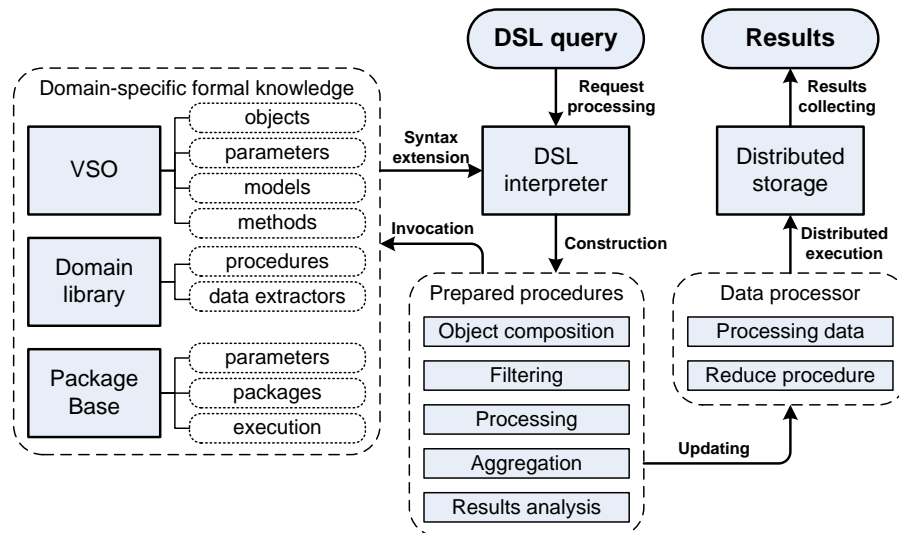 DSL query
Results
Domain-specific formal knowledge
objects
VSO
parameters
models
methods
Domain
library
procedures
data extractors
Package
Base
parameters
packages
execution
Syntax
extension
Request
processing
DSL
interpreter
Invocation
Construction
Prepared procedures
Object composition
Filtering
Processing
Aggregation
Results analysis
Updating
Results
collecting
Distributed
storage
Distributed
execution
Data processor
Processing data
Reduce procedure